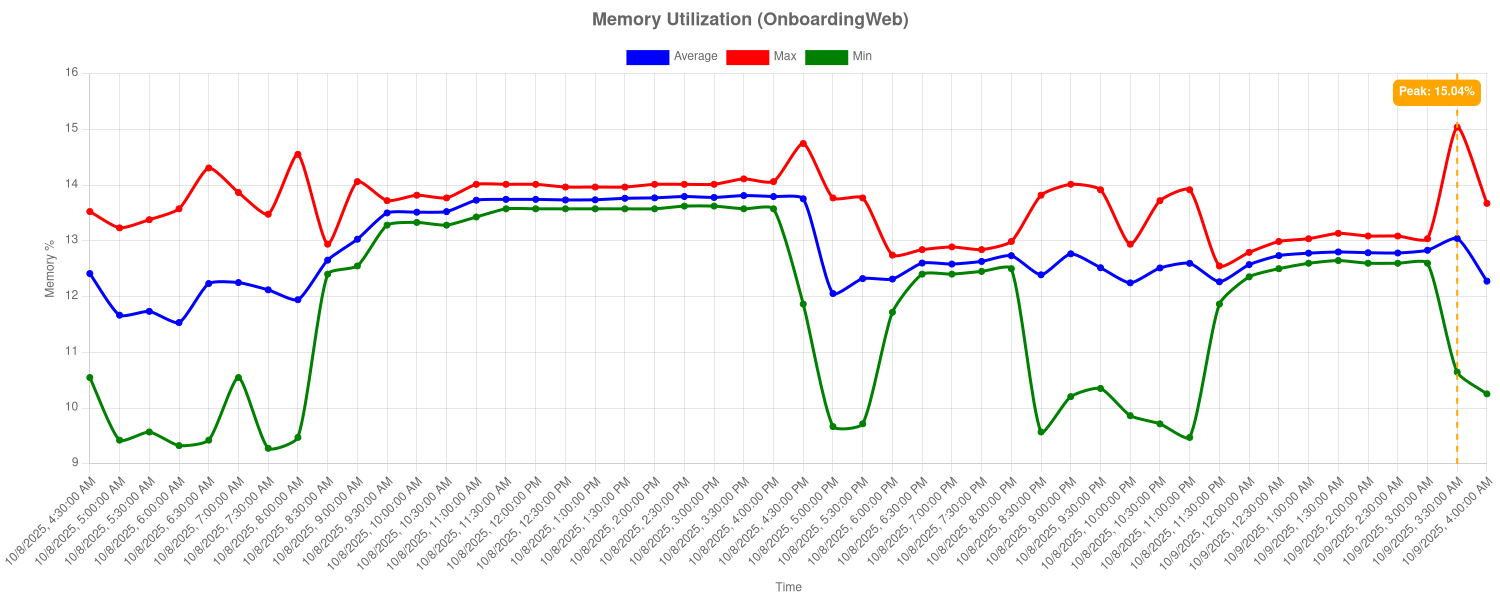 Memory Utilization (OnboardingWeb)
Average Max Min
Peak: 15.04%
16
15
14
13
12
11
10
9
Memory %
10/8/2025, 4:30:00 AM
10/8/2025, 5:00:00 AM
10/8/2025, 5:30:00 AM
10/8/2025, 6:00:00 AM
10/8/2025, 6:30:00 AM
10/8/2025, 7:00:00 AM
10/8/2025, 7:30:00 AM
10/8/2025, 8:00:00 AM
10/8/2025, 8:30:00 AM
10/8/2025, 9:00:00 AM
10/8/2025, 9:30:00 AM
10/8/2025, 10:00:00 AM
10/8/2025, 10:30:00 AM
10/8/2025, 11:00:00 AM
10/8/2025, 11:30:00 AM
10/8/2025, 12:00:00 PM
10/8/2025, 12:30:00 PM
10/8/2025, 1:00:00 PM
10/8/2025, 1:30:00 PM
10/8/2025, 2:00:00 PM
10/8/2025, 2:30:00 PM
10/8/2025, 3:00:00 PM
10/8/2025, 3:30:00 PM
10/8/2025, 4:00:00 PM
10/8/2025, 4:30:00 PM
10/8/2025, 5:00:00 PM
10/8/2025, 5:30:00 PM
10/8/2025, 6:00:00 PM
10/8/2025, 6:30:00 PM
10/8/2025, 7:00:00 PM
10/8/2025, 7:30:00 PM
10/8/2025, 8:00:00 PM
10/8/2025, 8:30:00 PM
10/8/2025, 9:00:00 PM
10/8/2025, 9:30:00 PM
10/8/2025, 10:00:00 PM
10/8/2025, 10:30:00 PM
10/8/2025, 11:00:00 PM
10/8/2025, 11:30:00 PM
10/9/2025, 12:00:00 AM
10/9/2025, 12:30:00 AM
10/9/2025, 1:00:00 AM
10/9/2025, 1:30:00 AM
10/9/2025, 2:00:00 AM
10/9/2025, 2:30:00 AM
10/9/2025, 3:00:00 AM
10/9/2025, 3:30:00 AM
10/9/2025, 4:00:00 AM
Time